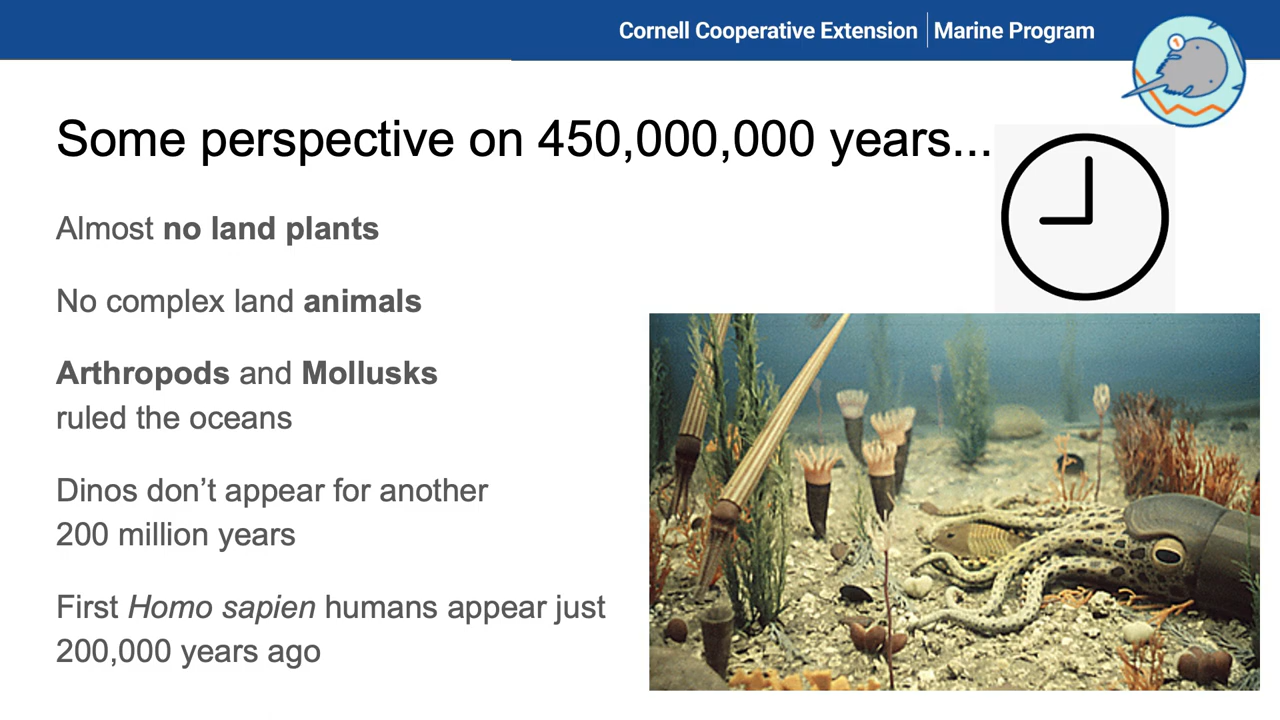 Cornell Cooperative Extension | Marine Program
Some perspective on 450,000,000 years...
Almost no land plants
No complex land animals
Arthropods and Mollusks
ruled the oceans
Dinos don’t appear for another
200 million years
First Homo sapien humans appear just
200,000 years ago